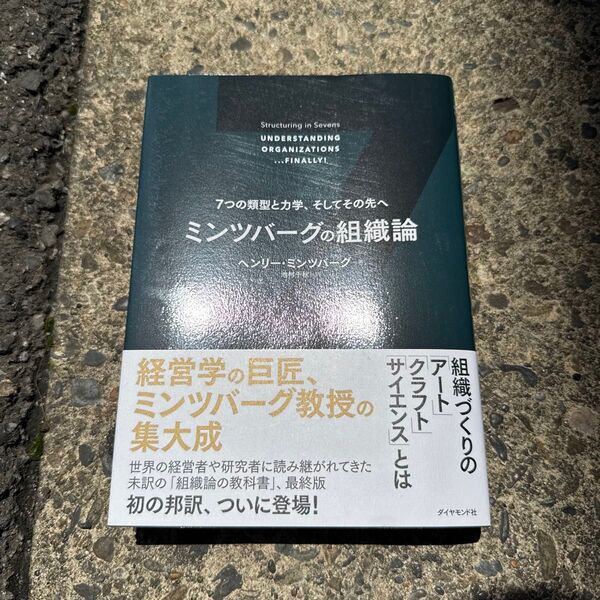 Structuring in Sevens
UNDERSTANDING
ORGANIZATIONS
...FINALLY!
7つの類型と力学、そしてその先へ
ミンツバーグの組織論
ヘンリー・ミンツバーグ
池村千秋
組織づくりの
「アート」
「クラフト」
「サイエンス」とは
経営学の巨匠、
ミンツバーグ教授の
集大成
世界の経営者や研究者に読み継がれてきた
未訳の「組織論の教科書」、最終版
初の邦訳、ついに登場!
ダイヤモンド社